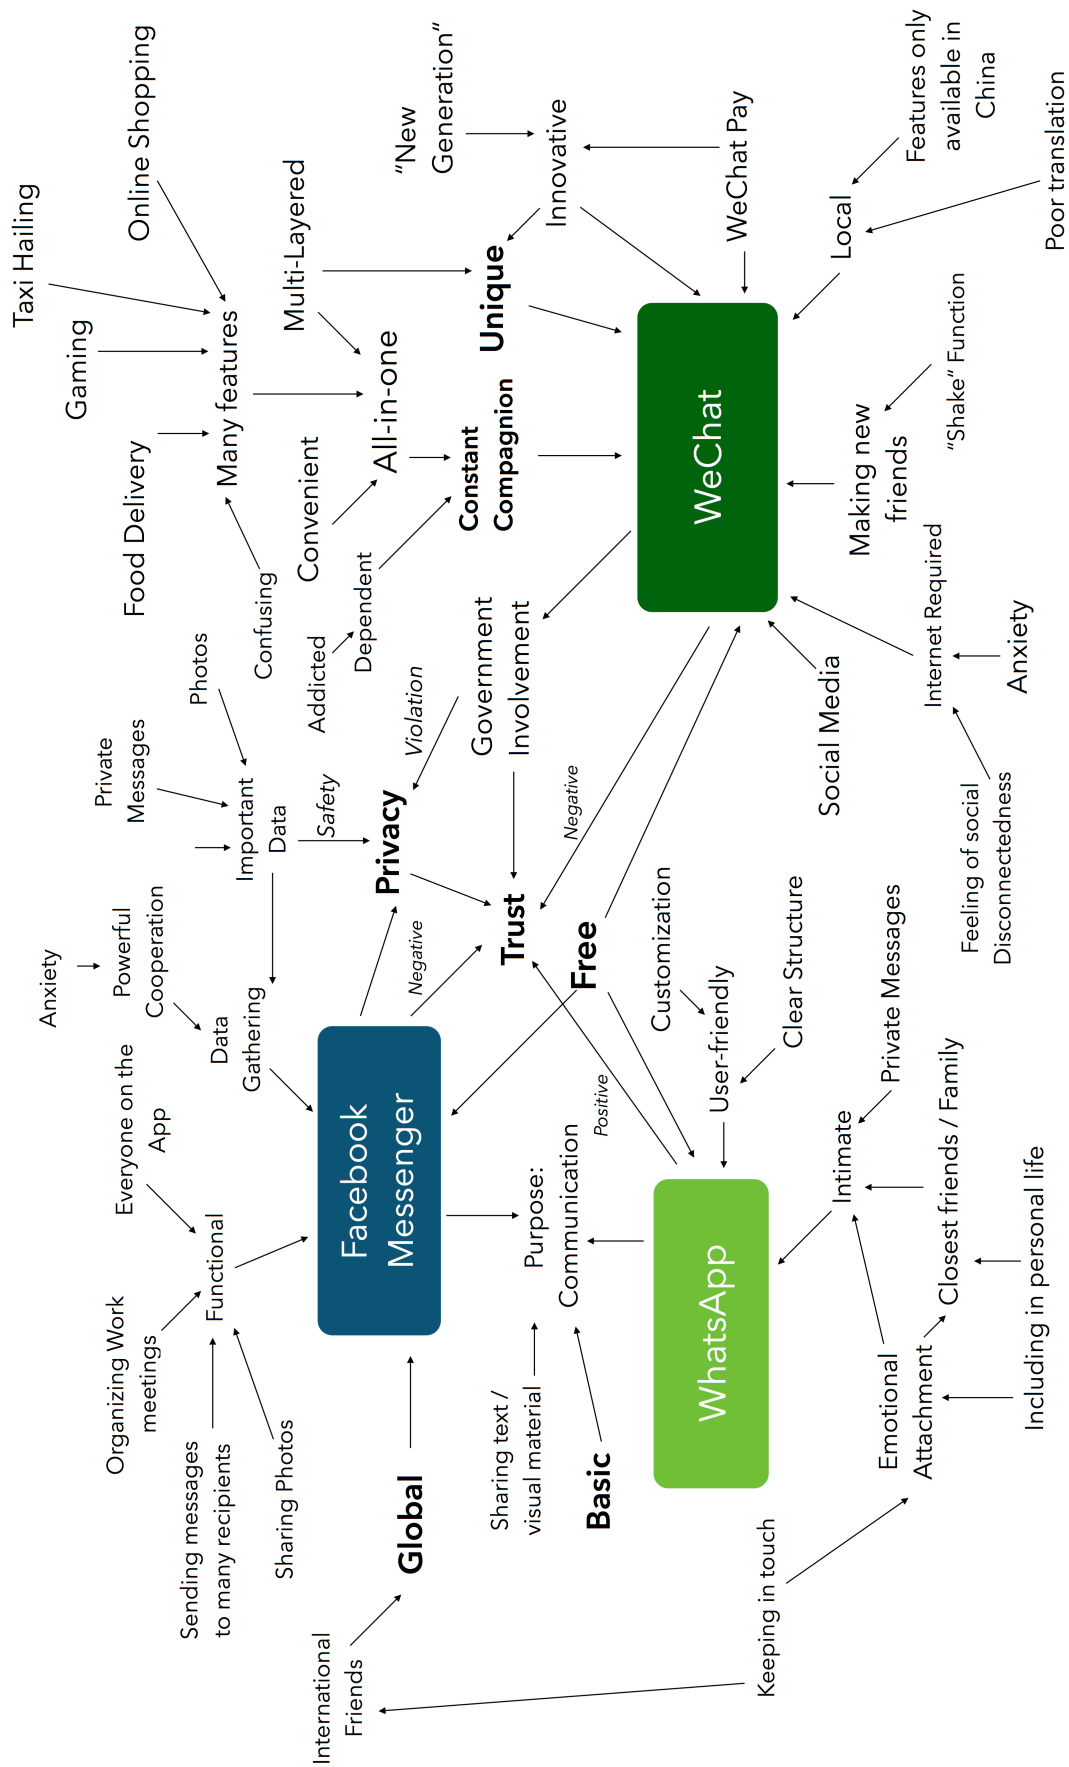 Taxi Hailing
Online Shopping
Gaming
Food Delivery
Many features
Confusing
Multi-Layered
Convenient
All-in-one
Addicted
Dependent
Constant
Compagnion
Unique
“New
Generation”
Innovative
WeChat Pay
Features only
available in
China
Local
Poor translation
“Shake” Function
Making new
friends
WeChat
Internet Required
Anxiety
Feeling of social
Disconnectedness
Social Media
Photos
Private
Messages
Important
Data
Safety
Violation
Government
Involvement
Privacy
Negative
Trust
Negative
Free
Positive
Anxiety
Powerful
Cooperation
Data
Gathering
Everyone on the
App
Organizing Work
meetings
Functional
Sending messages
to many recipients
Sharing Photos
Facebook
Messenger
Global
International
Friends
Purpose:
Communication
Sharing text /
visual material
Basic
Customization
User-friendly
Clear Structure
WhatsApp
Private Messages
Intimate
Closest friends / Family
Emotional
Attachment
Including in personal life
Keeping in touch